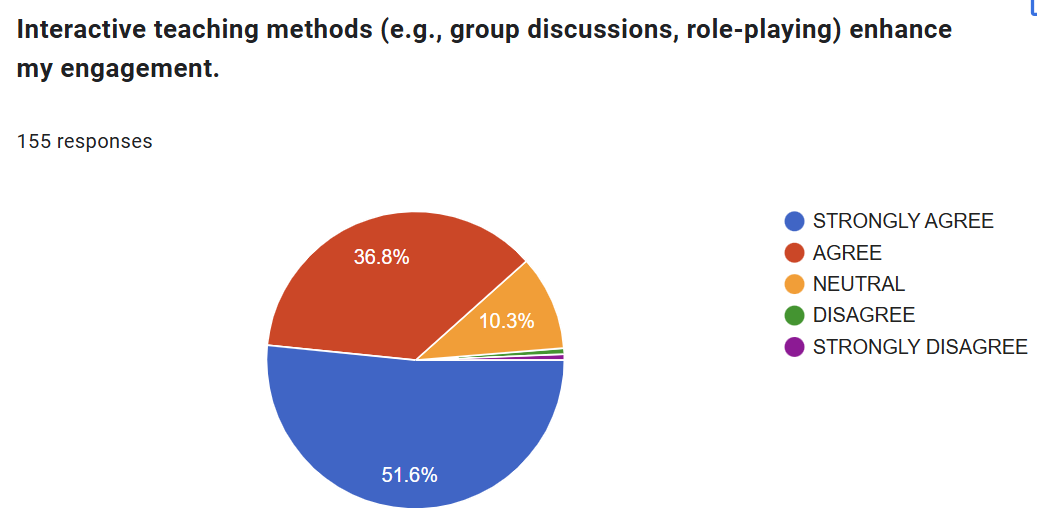 Interactive teaching methods (e.g., group discussions, role-playing) enhance
my engagement.
155 responses
36.8%
10.3%
51.6%
STRONGLY AGREE
AGREE
NEUTRAL
DISAGREE
STRONGLY DISAGREE